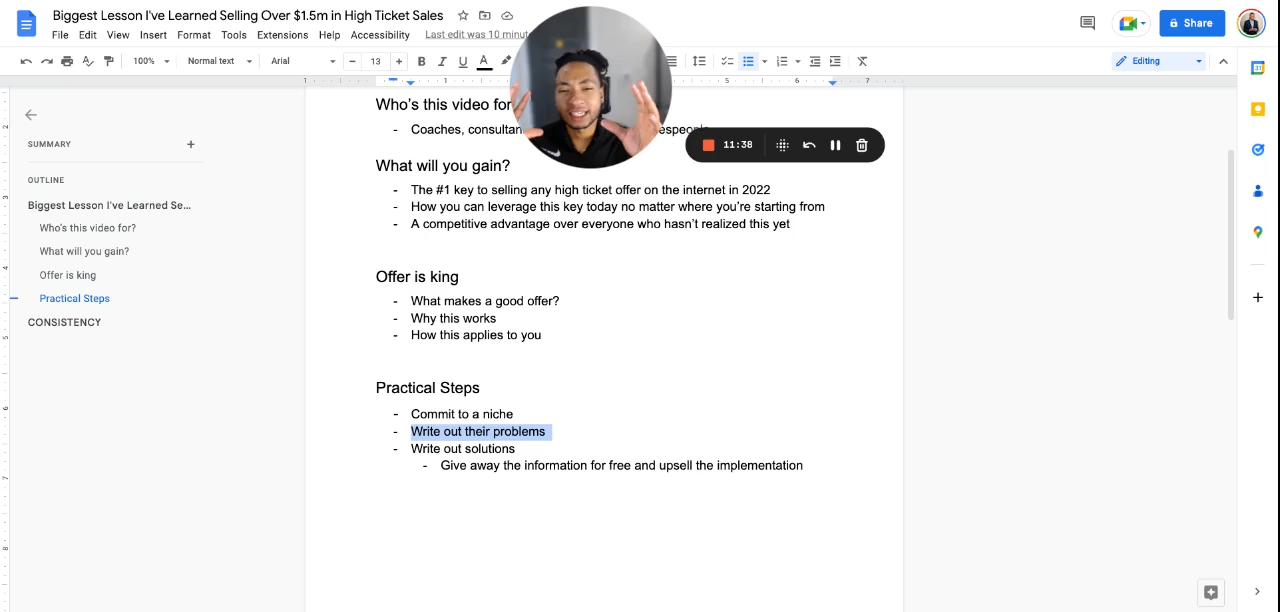 Biggest Lesson I've Learned Selling Over $1.5m in High Ticket Sales
File Edit View Insert Format Tools Extensions Help Accessibility Last edit was 10 minut
Share
100% Normal text Arial 13 Editing
SUMMARY
OUTLINE
Biggest Lesson I've Learned Se...
Who's this video for?
What will you gain?
Offer is king
Practical Steps
CONSISTENCY
Who's this video for
- Coaches, consultan
11:38
What will you gain?
- The #1 key to selling any high ticket offer on the internet in 2022
- How you can leverage this key today no matter where you're starting from
- A competitive advantage over everyone who hasn't realized this yet
Offer is king
- What makes a good offer?
- Why this works
- How this applies to you
Practical Steps
- Commit to a niche
- Write out their problems
- Write out solutions
- Give away the information for free and upsell the implementation